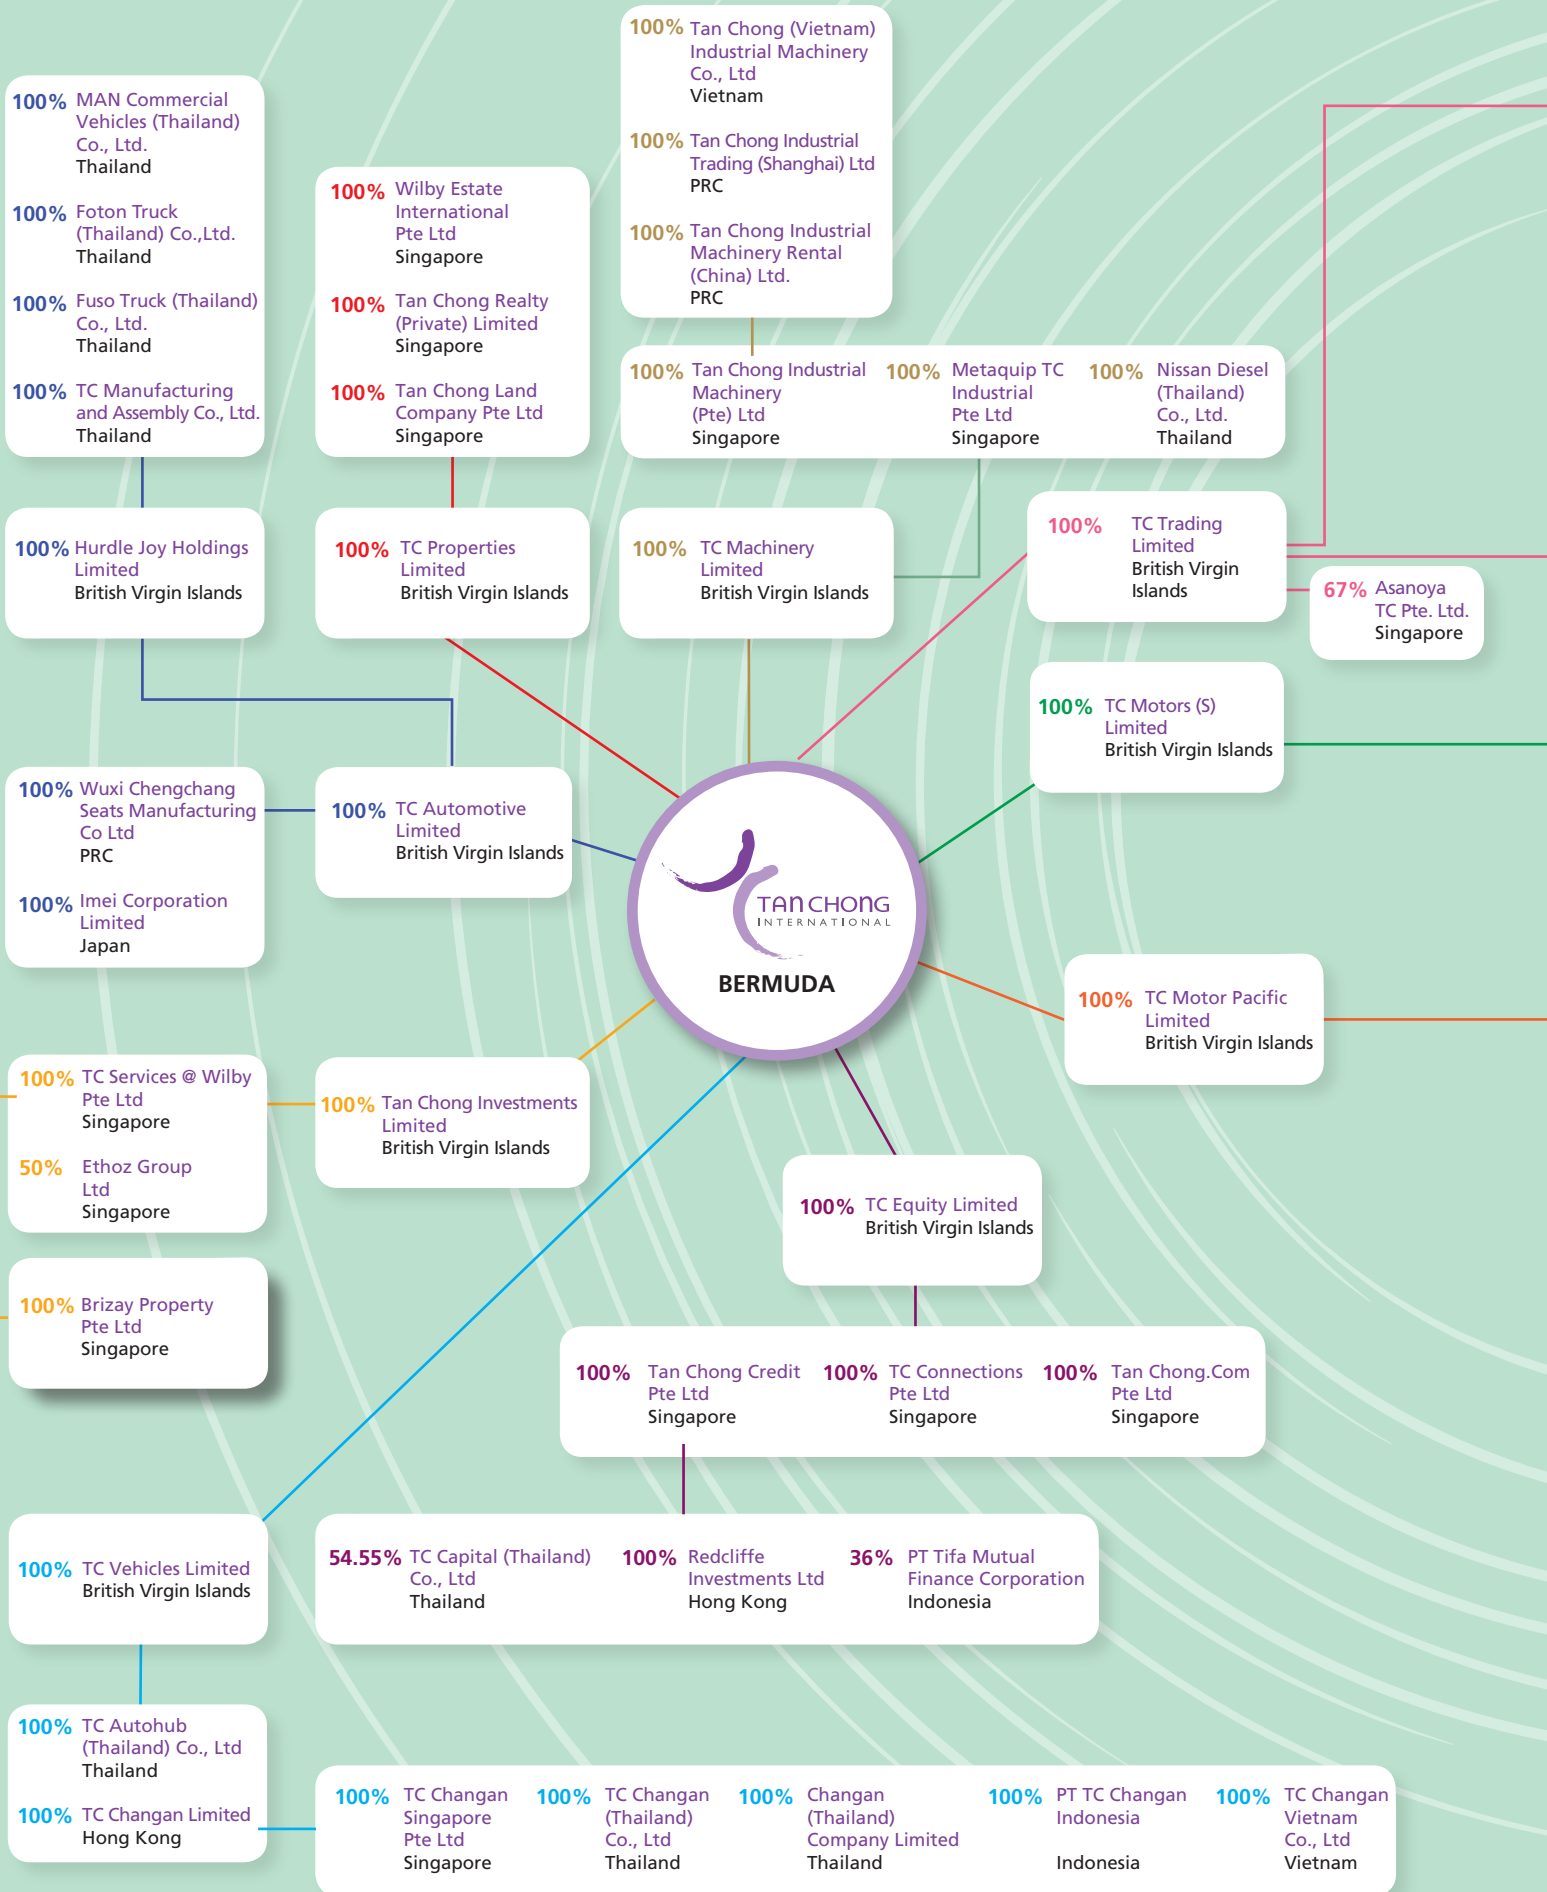 100% Tan Chong (Vietnam)
Industrial Machinery
Co., Ltd
Vietnam
100% Tan Chong Industrial
Trading (Shanghai) Ltd
PRC
100% Tan Chong Industrial
Machinery Rental
(China) Ltd.
PRC
100% MAN Commercial
Vehicles (Thailand)
Co., Ltd.
Thailand
100% Foton Truck
(Thailand) Co.,Ltd.
Thailand
100% Fuso Truck (Thailand)
Co., Ltd.
Thailand
100% TC Manufacturing
and Assembly Co., Ltd.
Thailand
100% Wilby Estate
International
Pte Ltd
Singapore
100% Tan Chong Realty
(Private) Limited
Singapore
100% Tan Chong Land
Company Pte Ltd
Singapore
100% Tan Chong Industrial
Machinery
(Pte) Ltd
Singapore
100% Metaquip TC
Industrial
Pte Ltd
Singapore
100% Nissan Diesel
(Thailand)
Co., Ltd.
Thailand
100% Hurdle Joy Holdings
Limited
British Virgin Islands
100% TC Properties
Limited
British Virgin Islands
100% TC Machinery
Limited
British Virgin Islands
100% TC Trading
Limited
British Virgin
Islands
67% Asanoya
TC Pte. Ltd.
Singapore
100% TC Motors (S)
Limited
British Virgin Islands
100% Wuxi Chengchang
Seats Manufacturing
Co Ltd
PRC
100% Imei Corporation
Limited
Japan
100% TC Automotive
Limited
British Virgin Islands
TAN CHONG
INTERNATIONAL
BERMUDA
100% TC Motor Pacific
Limited
British Virgin Islands
100% TC Services @ Wilby
Pte Ltd
Singapore
50% Ethoz Group
Ltd
Singapore
100% Tan Chong Investments
Limited
British Virgin Islands
100% TC Equity Limited
British Virgin Islands
100% Brizay Property
Pte Ltd
Singapore
100% Tan Chong Credit
Pte Ltd
Singapore
100% TC Connections
Pte Ltd
Singapore
100% Tan Chong.Com
Pte Ltd
Singapore
100% TC Vehicles Limited
British Virgin Islands
54.55% TC Capital (Thailand)
Co., Ltd
Thailand
100% Redcliffe
Investments Ltd
Hong Kong
36% PT Tifa Mutual
Finance Corporation
Indonesia
100% TC Autohub
(Thailand) Co., Ltd
Thailand
100% TC Changan Limited
Hong Kong
100% TC Changan
Singapore
Pte Ltd
Singapore
100% TC Changan
(Thailand)
Co., Ltd
Thailand
100% Changan
(Thailand)
Company Limited
Thailand
100% PT TC Changan
Indonesia
Indonesia
100% TC Changan
Vietnam
Co., Ltd
Vietnam